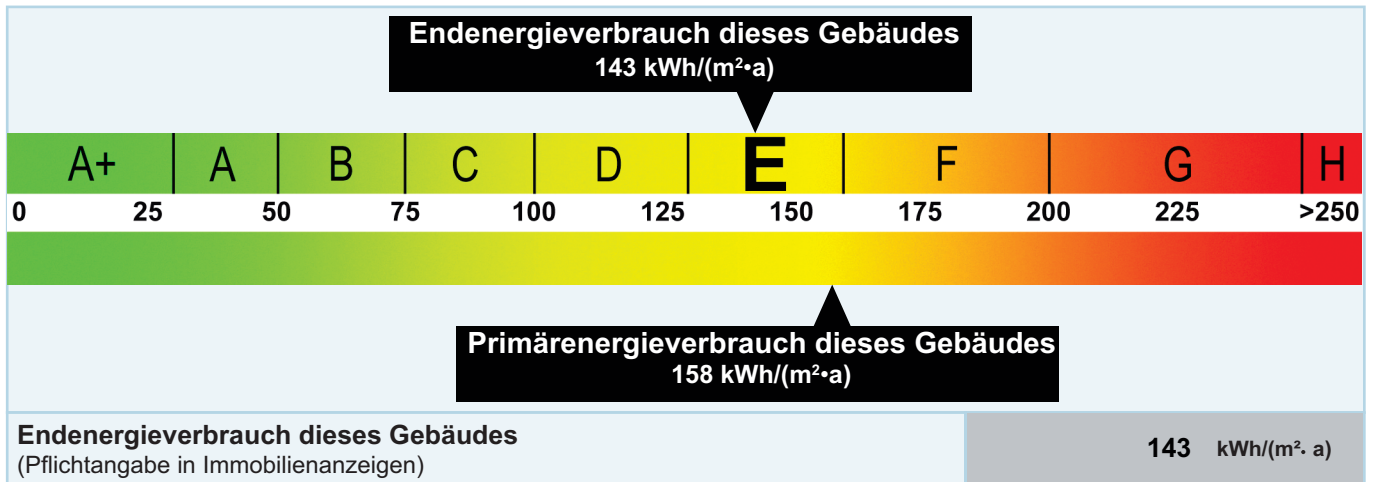 Endenergieverbrauch dieses Gebäudes
143 kWh/(m²•a)
A+ A B C D E F G H
0 25 50 75 100 125 150 175 200 225 >250
Primärenergieverbrauch dieses Gebäudes
158 kWh/(m²•a)
Endenergieverbrauch dieses Gebäudes
(Pflichtangabe in Immobilienanzeigen)
143 kWh/(m²· a)